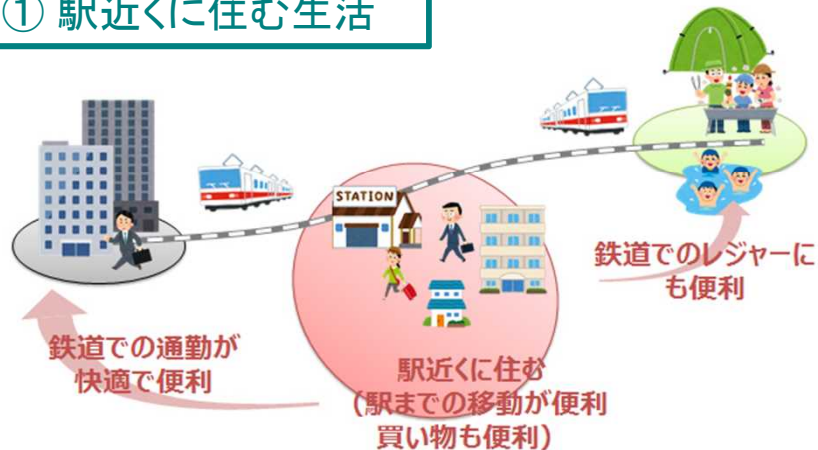 ① 駅近くに住む生活
STATION
鉄道でのレジャーに
も便利
鉄道での通勤が
快適で便利
駅近くに住む
(駅までの移動が便利
買い物も便利)